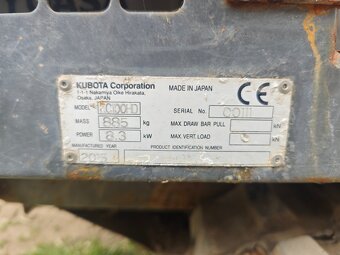 KUBOTA Corporation
1-1-1 Nakamiya Oike Hirakata,
Osaka, JAPAN
MADE IN JAPAN
CE
MODEL
SERIAL No.
MASS 885 kg
MAX. DRAW BAR PULL kN
POWER 8.3 kW
MAX. VERT. LOAD kN
MANUFACTURED YEAR
PRODUCT IDENTIFICATION NUMBER